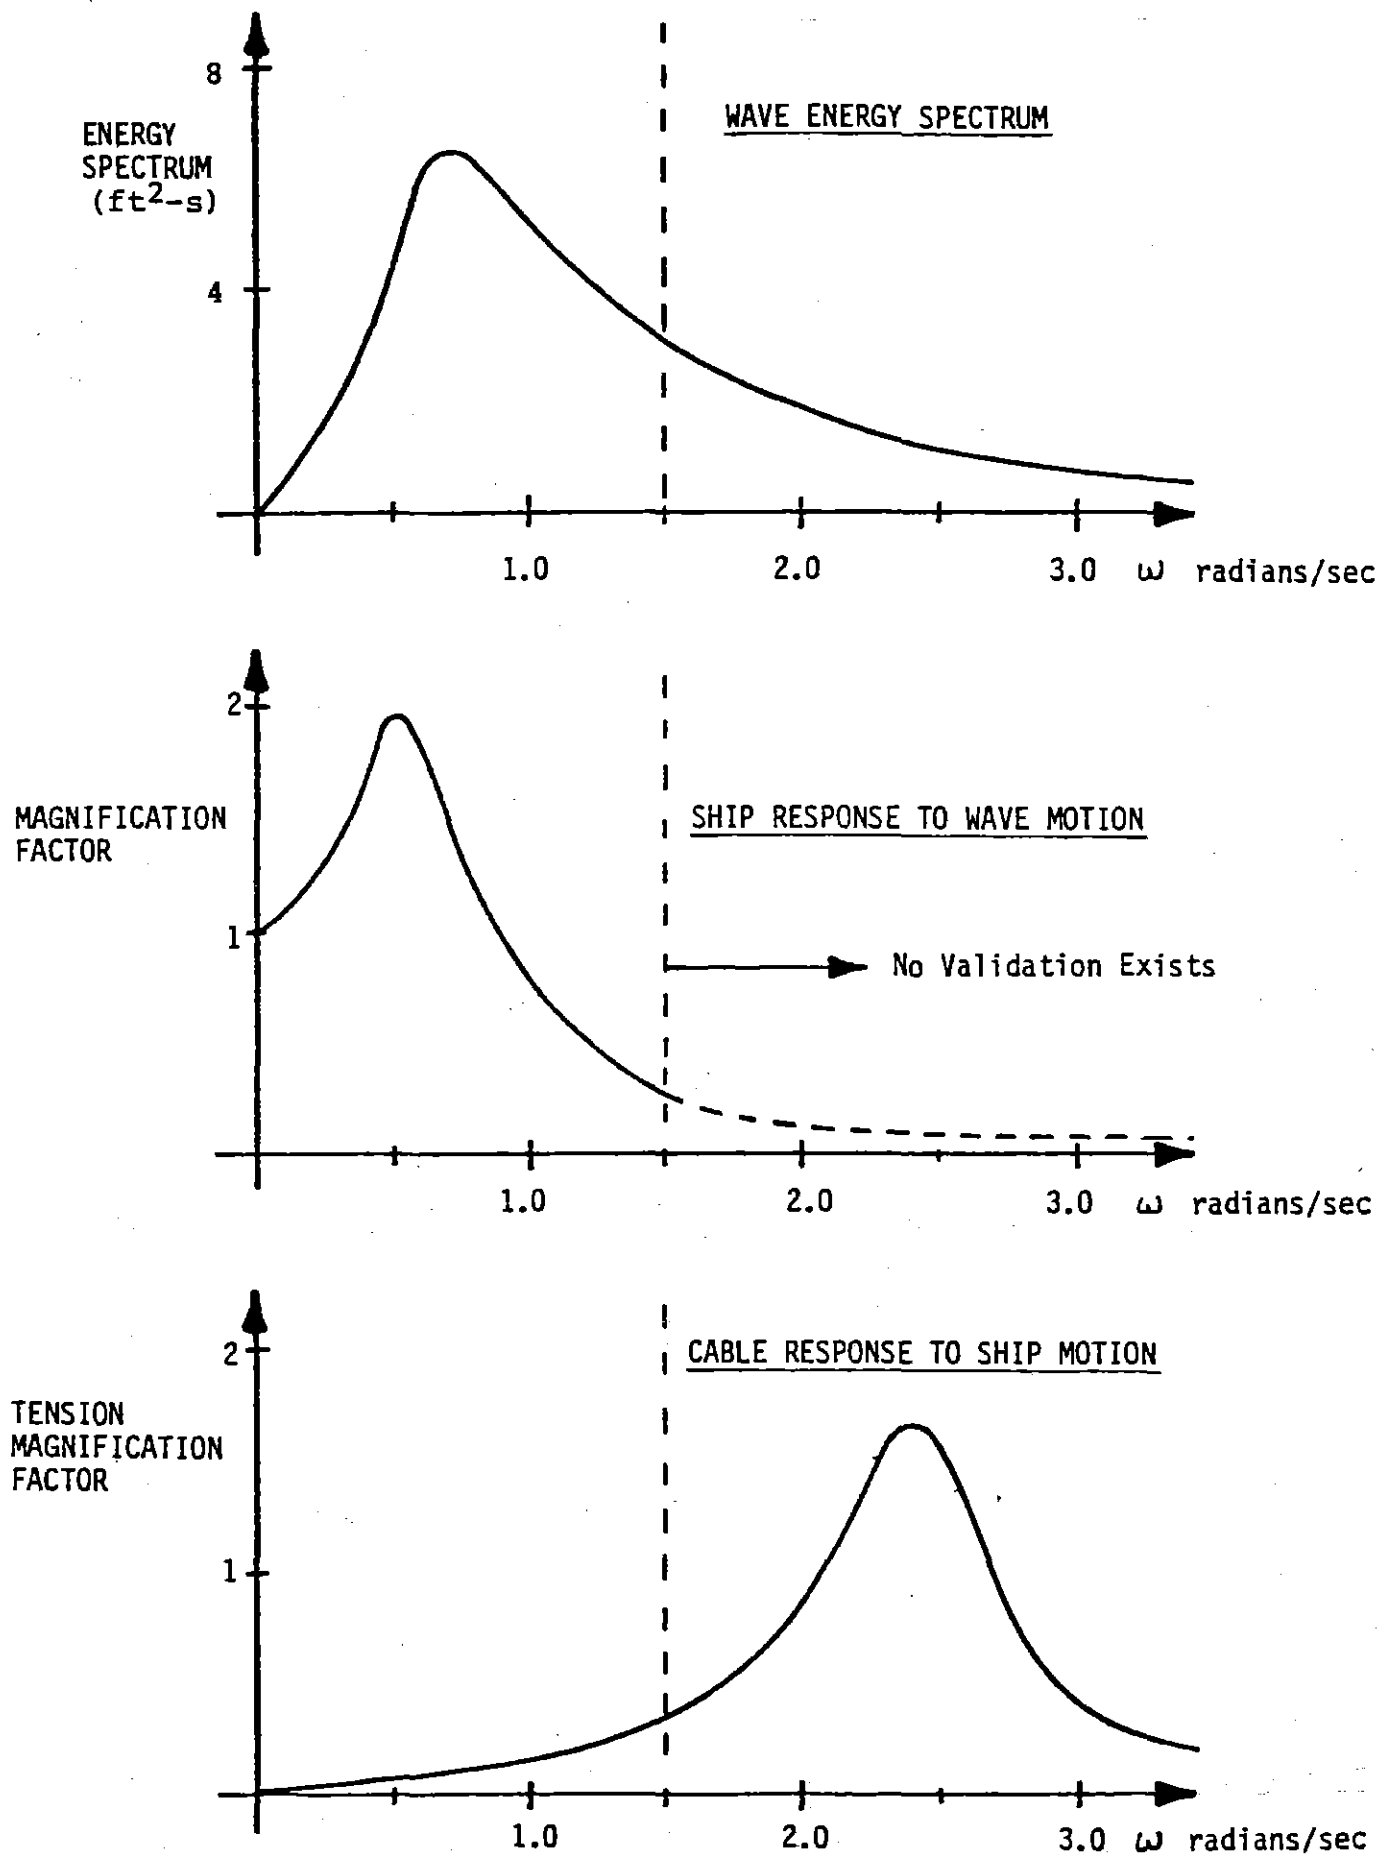 8
WAVE ENERGY SPECTRUM
ENERGY
SPECTRUM
(ft²-s)
4
1.0 2.0 3.0 ω radians/sec
2
MAGNIFICATION
FACTOR
SHIP RESPONSE TO WAVE MOTION
1
No Validation Exists
1.0 2.0 3.0 ω radians/sec
2
CABLE RESPONSE TO SHIP MOTION
TENSION
MAGNIFICATION
FACTOR
1
1.0 2.0 3.0 ω radians/sec